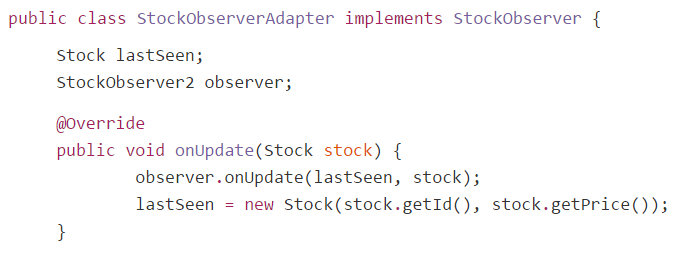 public class StockObserverAdapter implements StockObserver {
Stock lastSeen;
StockObserver2 observer;
@Override
public void onUpdate(Stock stock) {
observer.onUpdate(lastSeen, stock);
lastSeen = new Stock(stock.getId(), stock.getPrice());
}